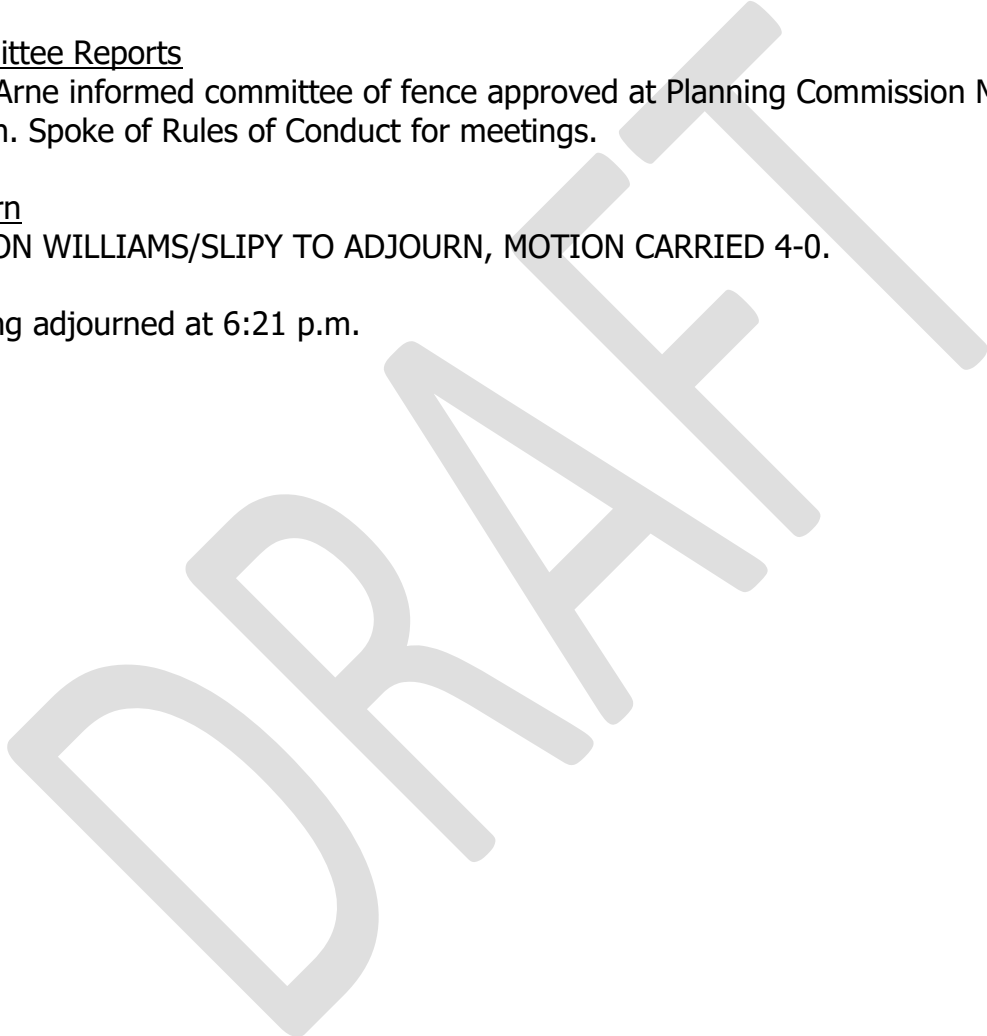 ittee Reports
Arne informed committee of fence approved at Planning Commission M
n. Spoke of Rules of Conduct for meetings.
rn
ON WILLIAMS/SLIPY TO ADJOURN, MOTION CARRIED 4-0.
ng adjourned at 6:21 p.m.
DRAFT